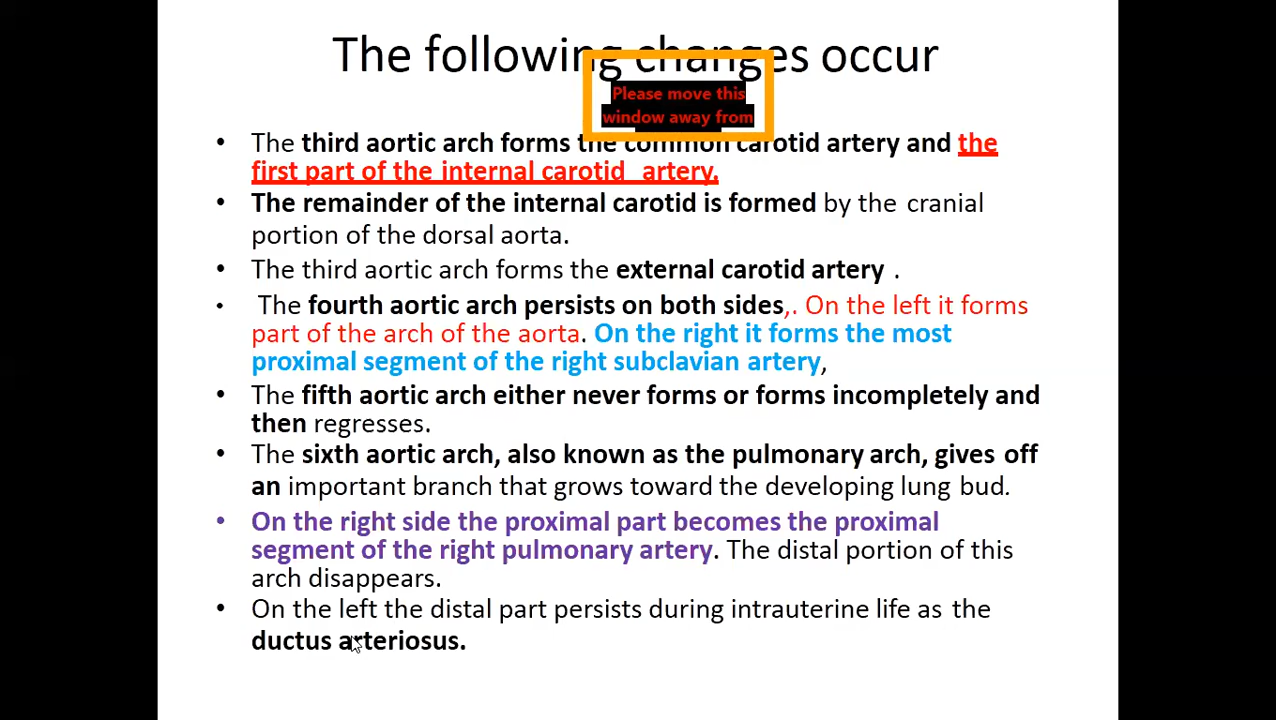 The following changes occur
Please move this
window away from
• The third aortic arch forms the common carotid artery and the
first part of the internal carotid artery.
• The remainder of the internal carotid is formed by the cranial
portion of the dorsal aorta.
• The third aortic arch forms the external carotid artery .
• The fourth aortic arch persists on both sides,. On the left it forms
part of the arch of the aorta. On the right it forms the most
proximal segment of the right subclavian artery,
• The fifth aortic arch either never forms or forms incompletely and
then regresses.
• The sixth aortic arch, also known as the pulmonary arch, gives off
an important branch that grows toward the developing lung bud.
• On the right side the proximal part becomes the proximal
segment of the right pulmonary artery. The distal portion of this
arch disappears.
• On the left the distal part persists during intrauterine life as the
ductus arteriosus.